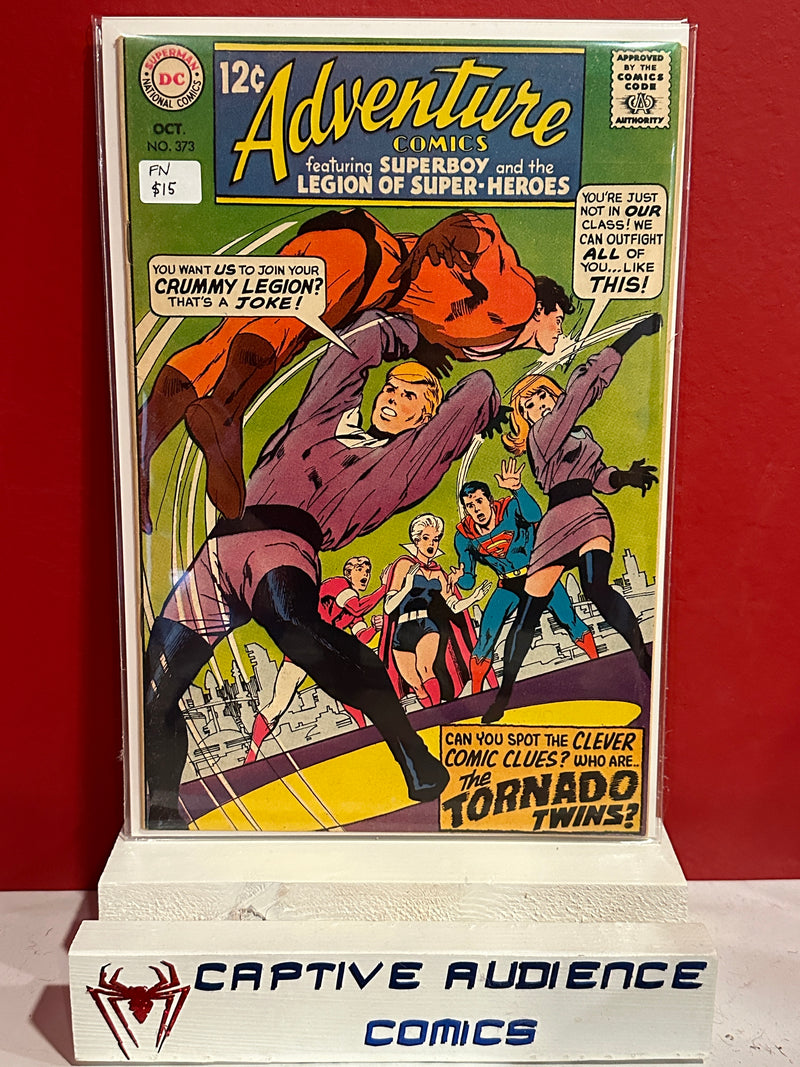 SUPERMAN
DC
NATIONAL COMICS
OCT.
NO. 373
FN
$15
12¢
Adventure
COMICS
featuring SUPERBOY and the
LEGION OF SUPER-HEROES
APPROVED
BY THE
COMICS
CODE
CA
AUTHORITY
YOU WANT US TO JOIN YOUR
CRUMMY LEGION?
THAT'S A JOKE!
YOU'RE JUST
NOT IN OUR
CLASS! WE
CAN OUTFIGHT
ALL OF
YOU...LIKE
THIS!
S
CAN YOU SPOT THE CLEVER
COMIC CLUES? WHO ARE..
The
TORNADO
TWINS?
CAPTIVE AUDIENCE
COMICS